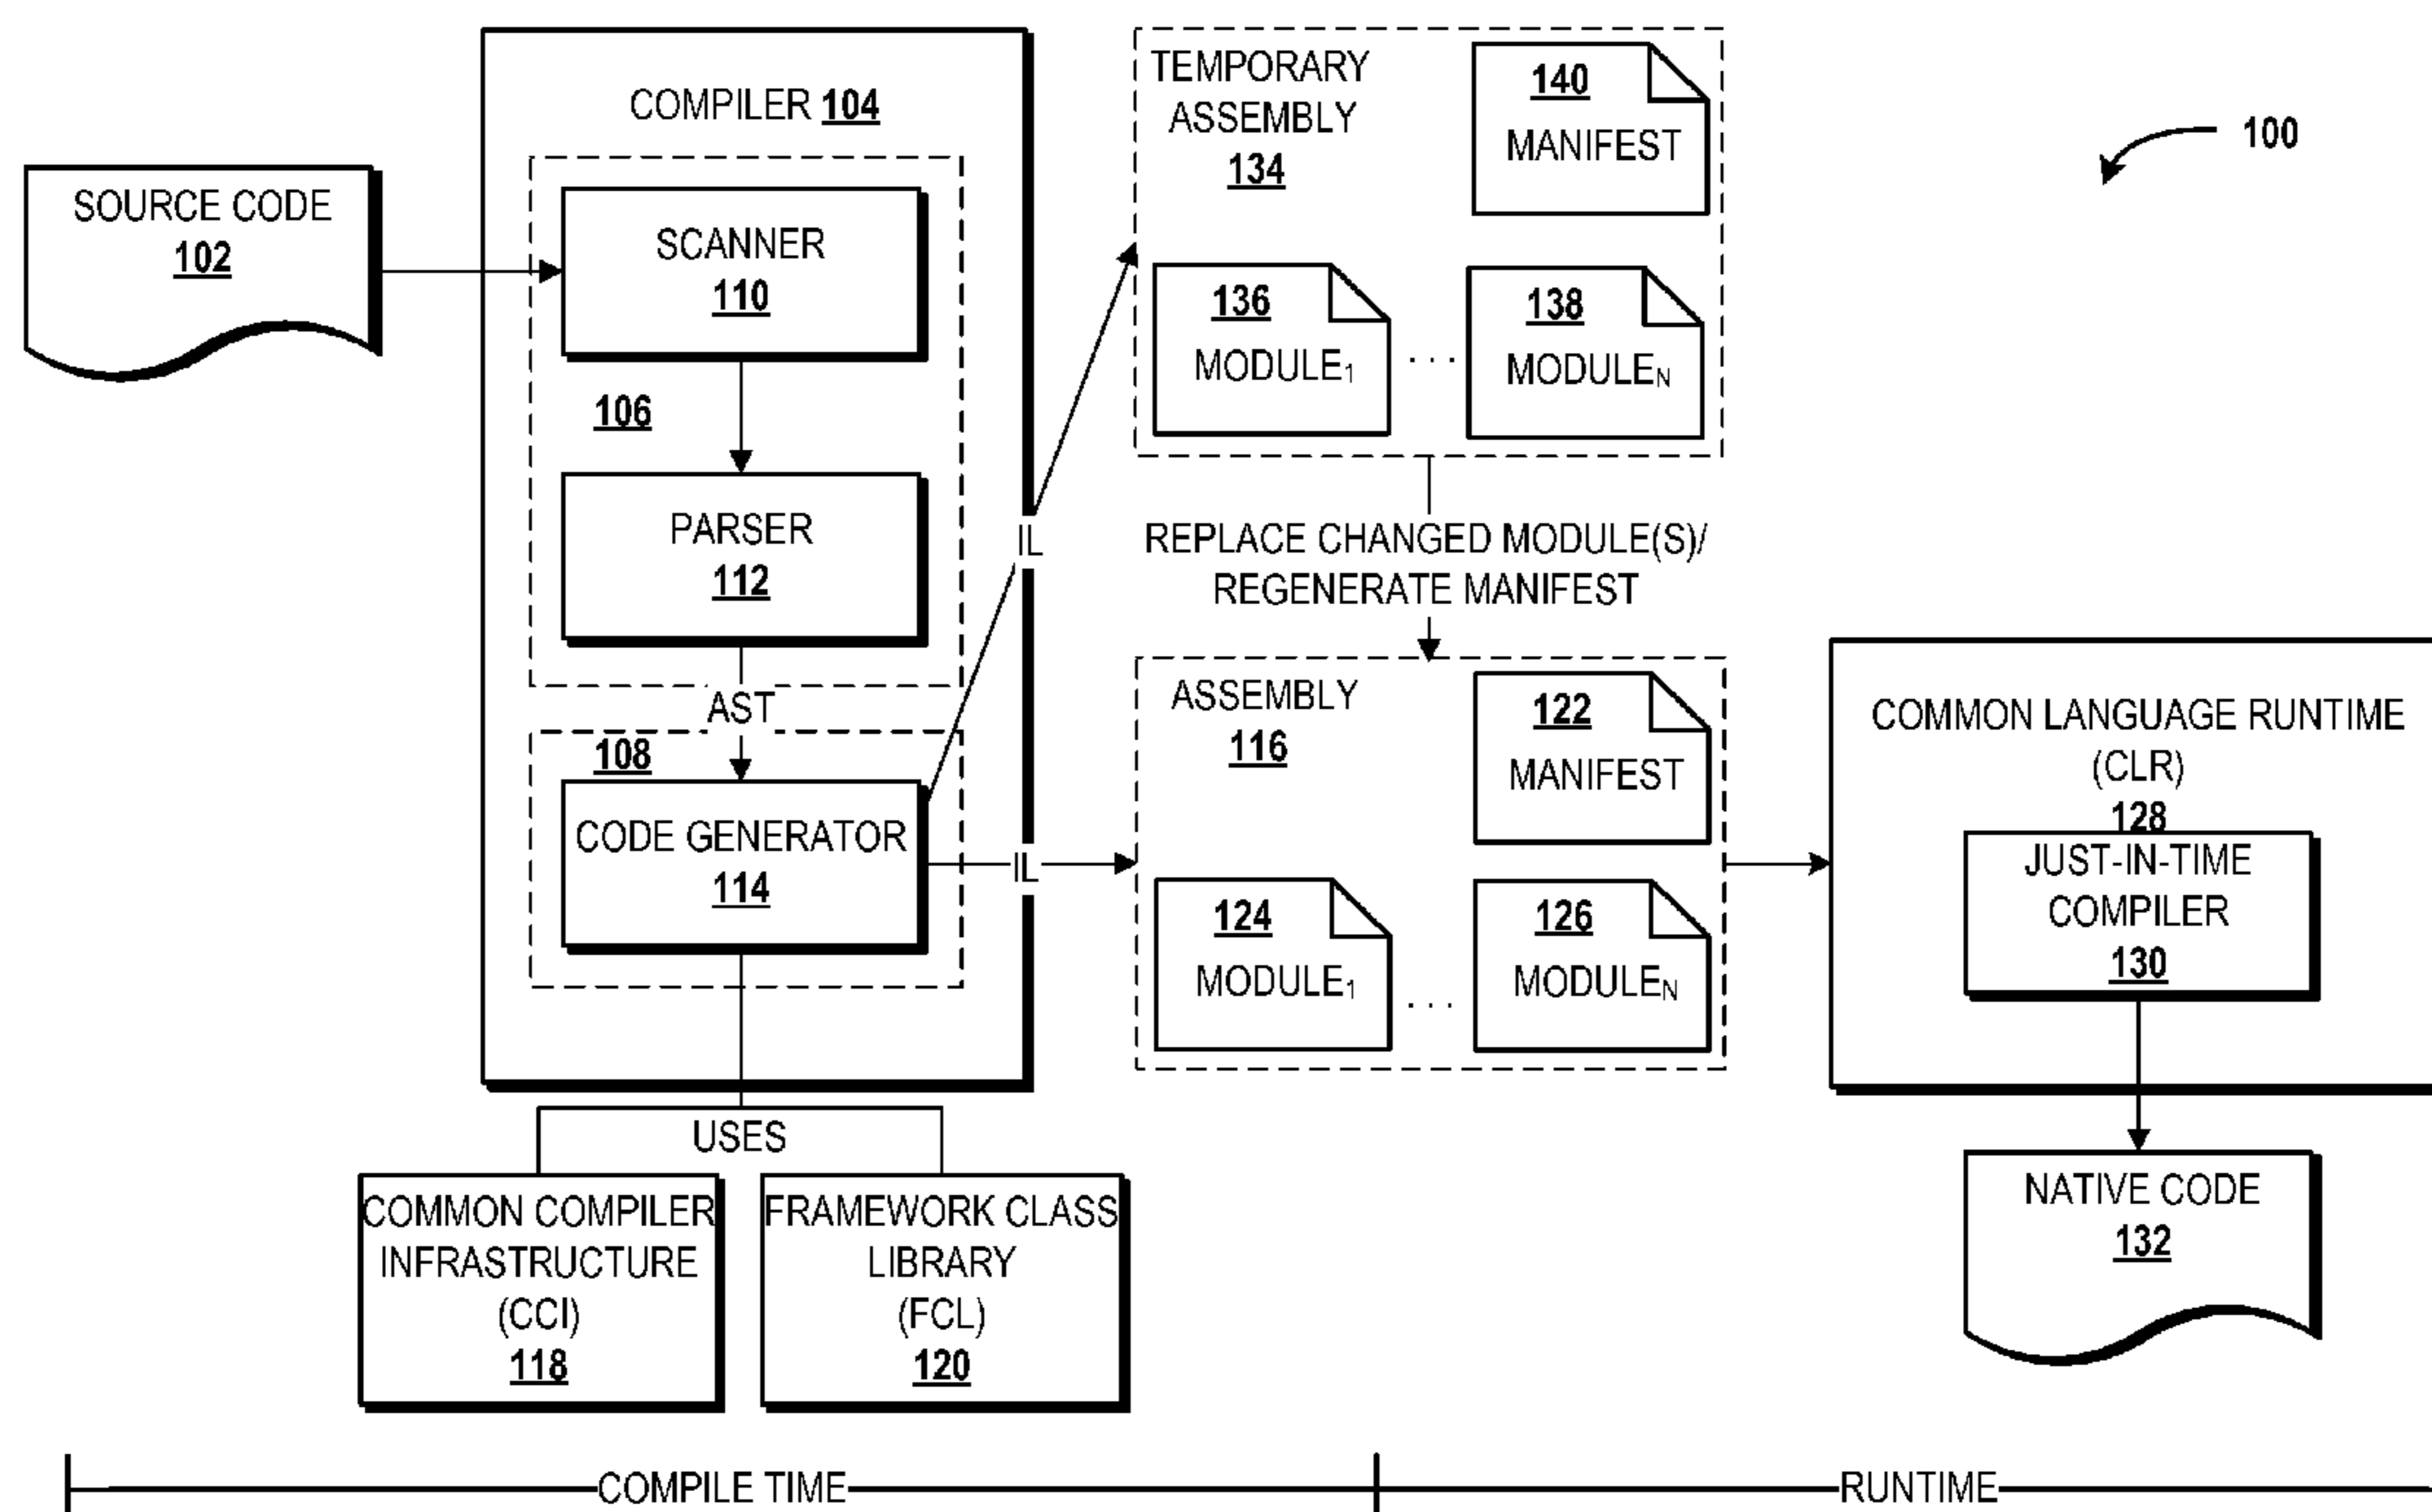 COMPILER 104
SOURCE CODE
102
SCANNER
110
106
PARSER
112
AST
108
CODE GENERATOR
114
IL
IL
USES
COMMON COMPILER
INFRASTRUCTURE
(CCI)
118
FRAMEWORK CLASS
LIBRARY
(FCL)
120
TEMPORARY
ASSEMBLY
134
140
MANIFEST
136
MODULE1
...
138
MODULEN
REPLACE CHANGED MODULE(S)/
REGENERATE MANIFEST
ASSEMBLY
116
122
MANIFEST
124
MODULE1
...
126
MODULEN
100
COMMON LANGUAGE RUNTIME
(CLR)
128
JUST-IN-TIME
COMPILER
130
NATIVE CODE
132
COMPILE TIME
RUNTIME